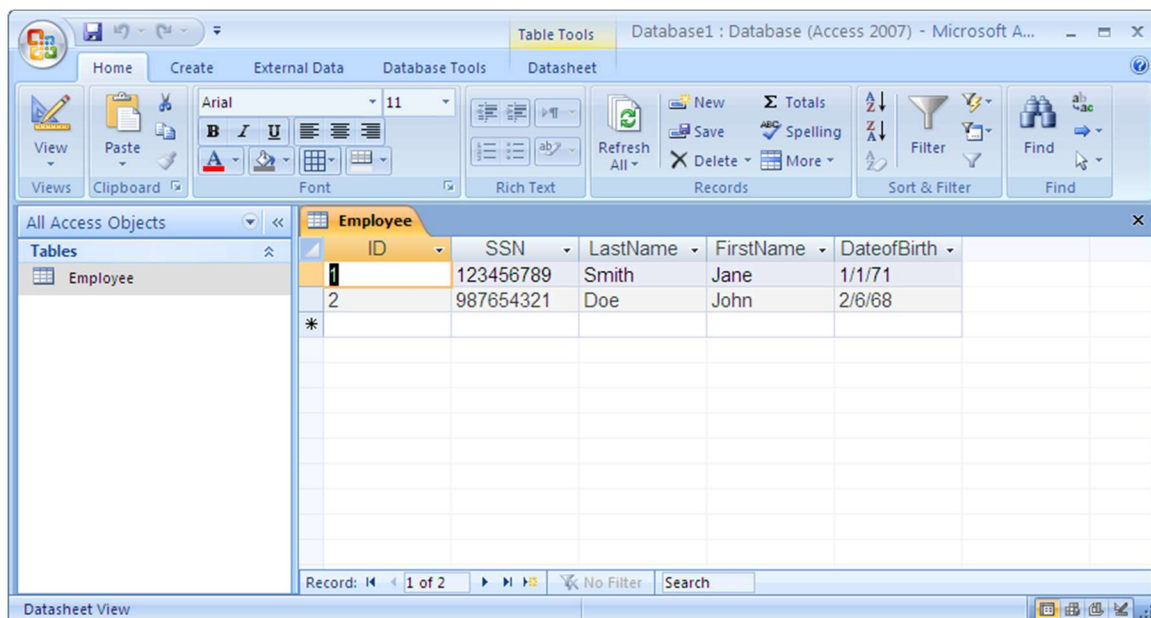 Table Tools Database1 : Database (Access 2007) - Microsoft A...
Home Create External Data Database Tools Datasheet
View Paste Arial 11 B I U A Refresh All New Save Delete Σ Totals ABC Spelling More Filter Find
Views Clipboard Font Rich Text Records Sort & Filter Find
All Access Objects « Employee
Tables ID SSN LastName FirstName DateofBirth
Employee 1 123456789 Smith Jane 1/1/71
2 987654321 Doe John 2/6/68
Record: 1 of 2 No Filter Search
Datasheet View